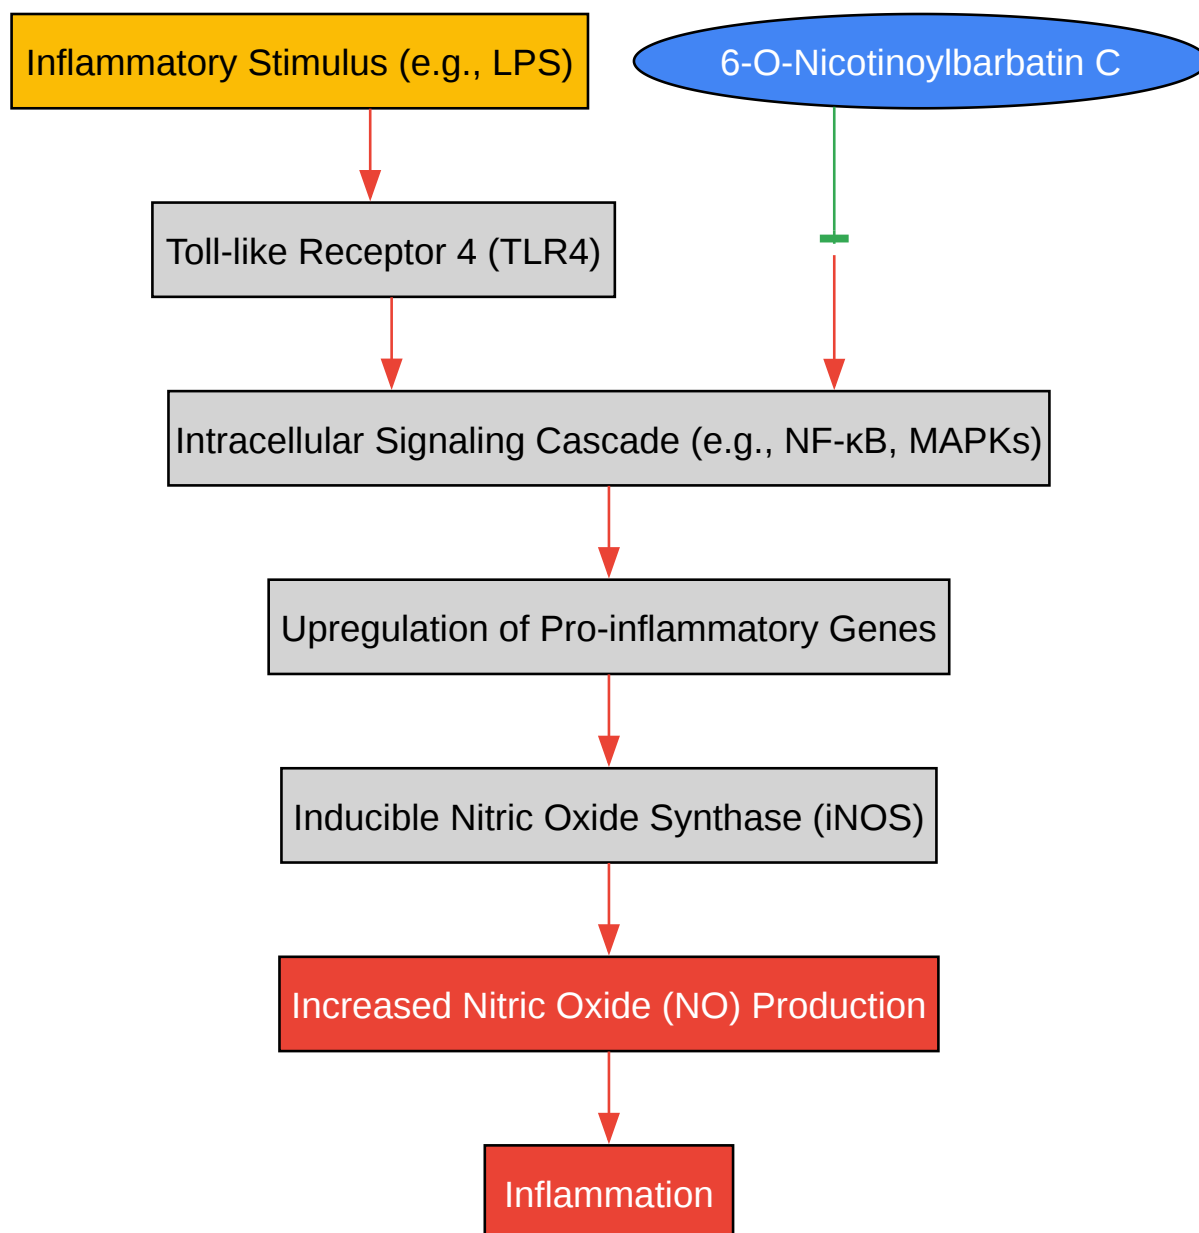 Inflammatory Stimulus (e.g., LPS)
6-O-Nicotinoylbarbatin C
Toll-like Receptor 4 (TLR4)
Intracellular Signaling Cascade (e.g., NF-κB, MAPKs)
Upregulation of Pro-inflammatory Genes
Inducible Nitric Oxide Synthase (iNOS)
Increased Nitric Oxide (NO) Production
Inflammation